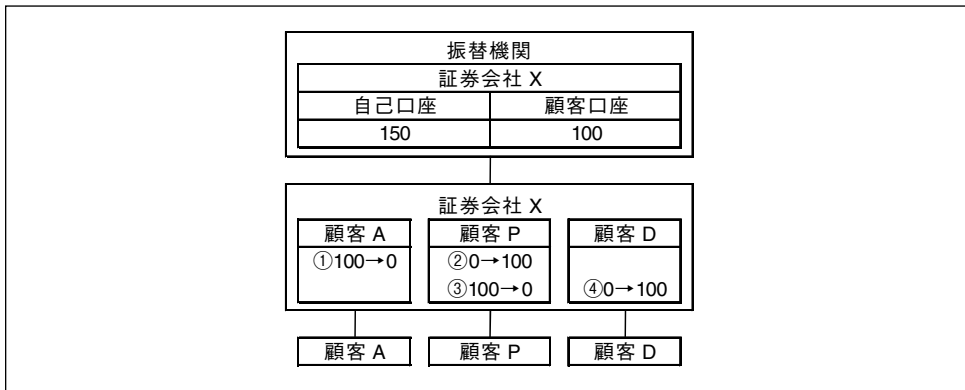 振替機関
証券会社 X
自己口座 顧客口座
150 100
証券会社 X
顧客 A 顧客 P 顧客 D
①100→0 ②0→100
③100→0 ④0→100
顧客 A 顧客 P 顧客 D